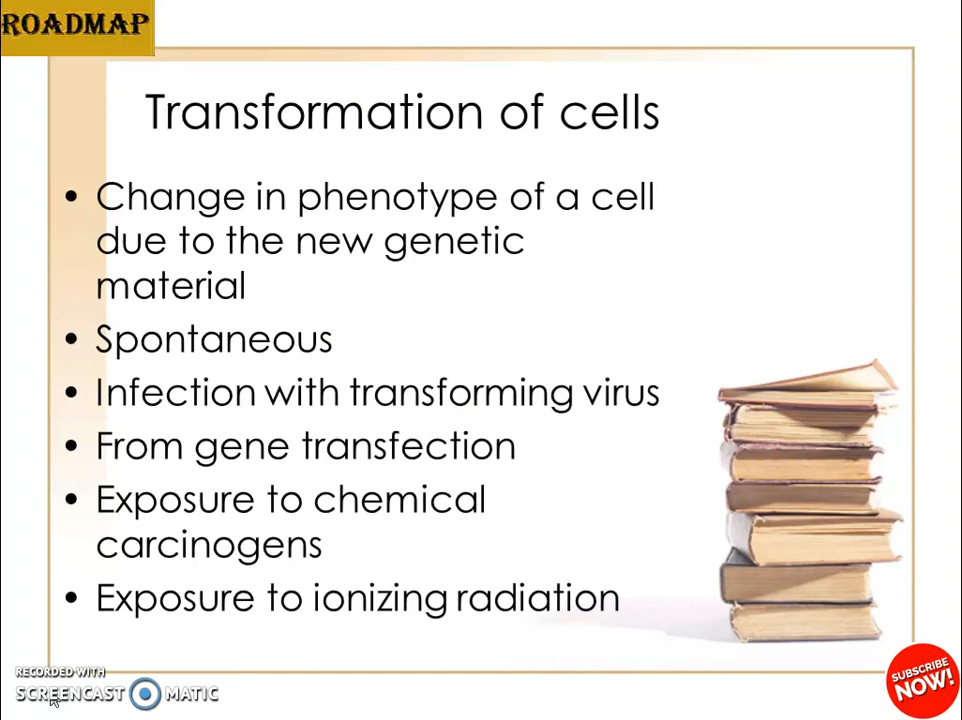 ROADMAP
Transformation of cells
• Change in phenotype of a cell
due to the new genetic
material
• Spontaneous
• Infection with transforming virus
• From gene transfection
• Exposure to chemical
carcinogens
• Exposure to ionizing radiation
RECORDED WITH
SCREENCAST MATIC
SUBSCRIBE
NOW!